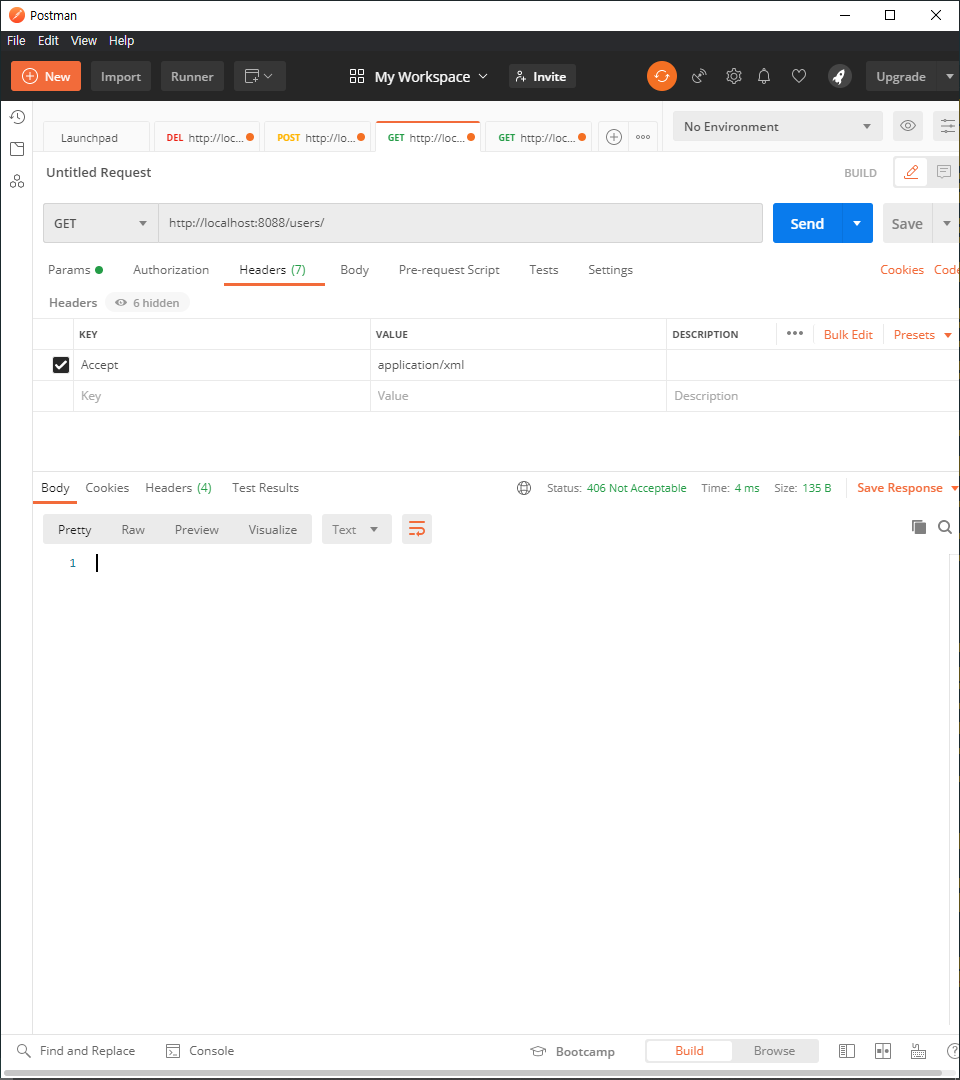 Postman
File Edit View Help
New Import Runner My Workspace Invite Upgrade
Launchpad DEL http://loc... POST http://lo... GET http://loc... GET http://loc... No Environment
Untitled Request BUILD
GET http://localhost:8088/users/ Send Save
Params Authorization Headers (7) Body Pre-request Script Tests Settings Cookies Code
Headers 6 hidden
KEY VALUE DESCRIPTION ••• Bulk Edit Presets
Accept application/xml
Key Value Description
Body Cookies Headers (4) Test Results Status: 406 Not Acceptable Time: 4 ms Size: 135 B Save Response
Pretty Raw Preview Visualize Text
1
Find and Replace Console Bootcamp Build Browse